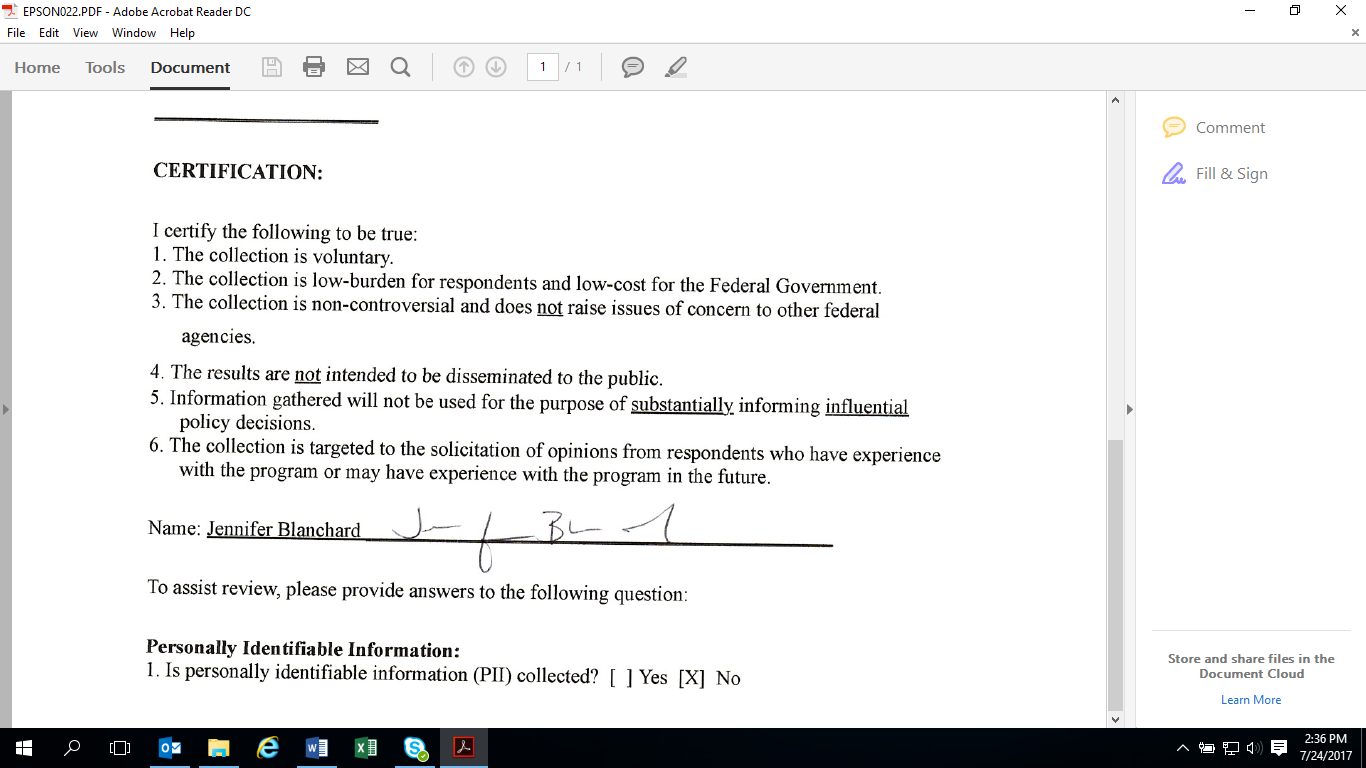 EPSON022.PDF - Adobe Acrobat Reader DC
File Edit View Window Help
Home Tools Document 1 / 1
Comment
Fill & Sign
CERTIFICATION:
I certify the following to be true:
1. The collection is voluntary.
2. The collection is low-burden for respondents and low-cost for the Federal Government.
3. The collection is non-controversial and does not raise issues of concern to other federal
agencies.
4. The results are not intended to be disseminated to the public.
5. Information gathered will not be used for the purpose of substantially informing influential
policy decisions.
6. The collection is targeted to the solicitation of opinions from respondents who have experience
with the program or may have experience with the program in the future.
Name: Jennifer Blanchard
To assist review, please provide answers to the following question:
Personally Identifiable Information:
1. Is personally identifiable information (PII) collected? [ ] Yes [X] No
Store and share files in the
Document Cloud
Learn More
2:36 PM
7/24/2017